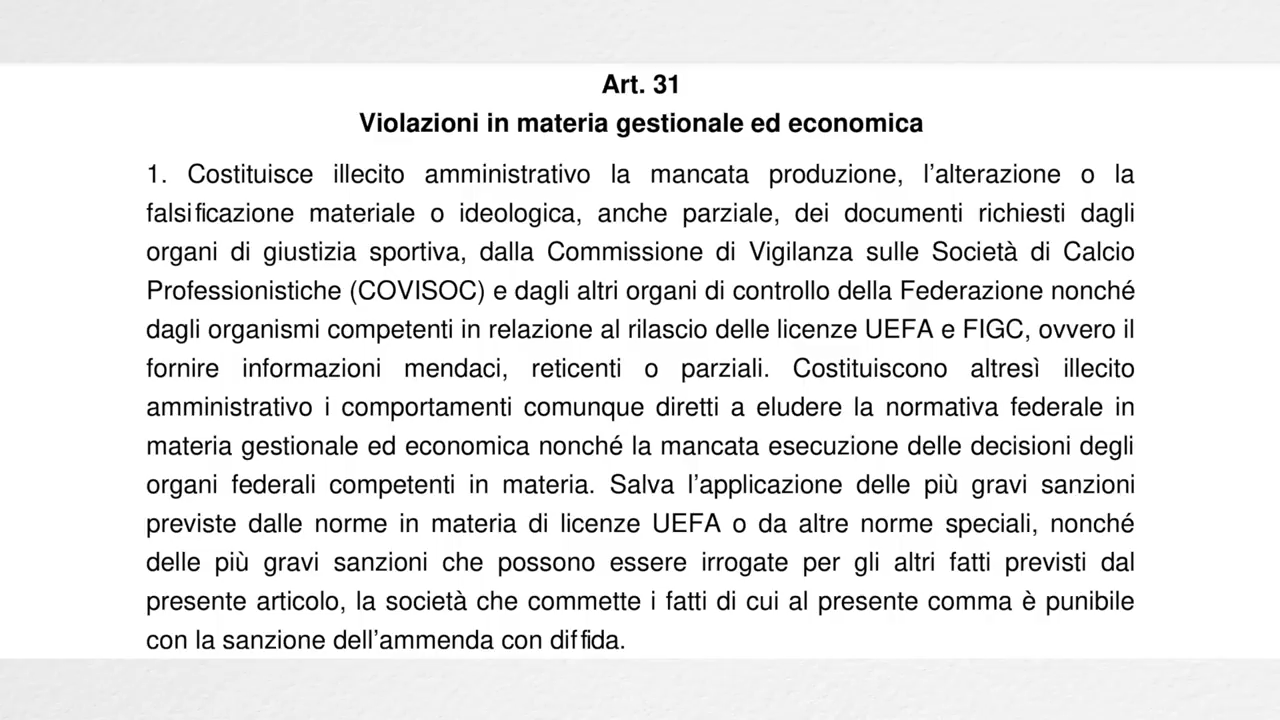 Art. 31
Violazioni in materia gestionale ed economica
1. Costituisce illecito amministrativo la mancata produzione, l’alterazione o la
falsificazione materiale o ideologica, anche parziale, dei documenti richiesti dagli
organi di giustizia sportiva, dalla Commissione di Vigilanza sulle Società di Calcio
Professionistiche (COVISOC) e dagli altri organi di controllo della Federazione nonché
dagli organismi competenti in relazione al rilascio delle licenze UEFA e FIGC, ovvero il
fornire informazioni mendaci, reticenti o parziali. Costituiscono altresì illecito
amministrativo i comportamenti comunque diretti a eludere la normativa federale in
materia gestionale ed economica nonché la mancata esecuzione delle decisioni degli
organi federali competenti in materia. Salva l’applicazione delle più gravi sanzioni
previste dalle norme in materia di licenze UEFA o da altre norme speciali, nonché
delle più gravi sanzioni che possono essere irrogate per gli altri fatti previsti dal
presente articolo, la società che commette i fatti di cui al presente comma è punibile
con la sanzione dell’ammenda con diffida.